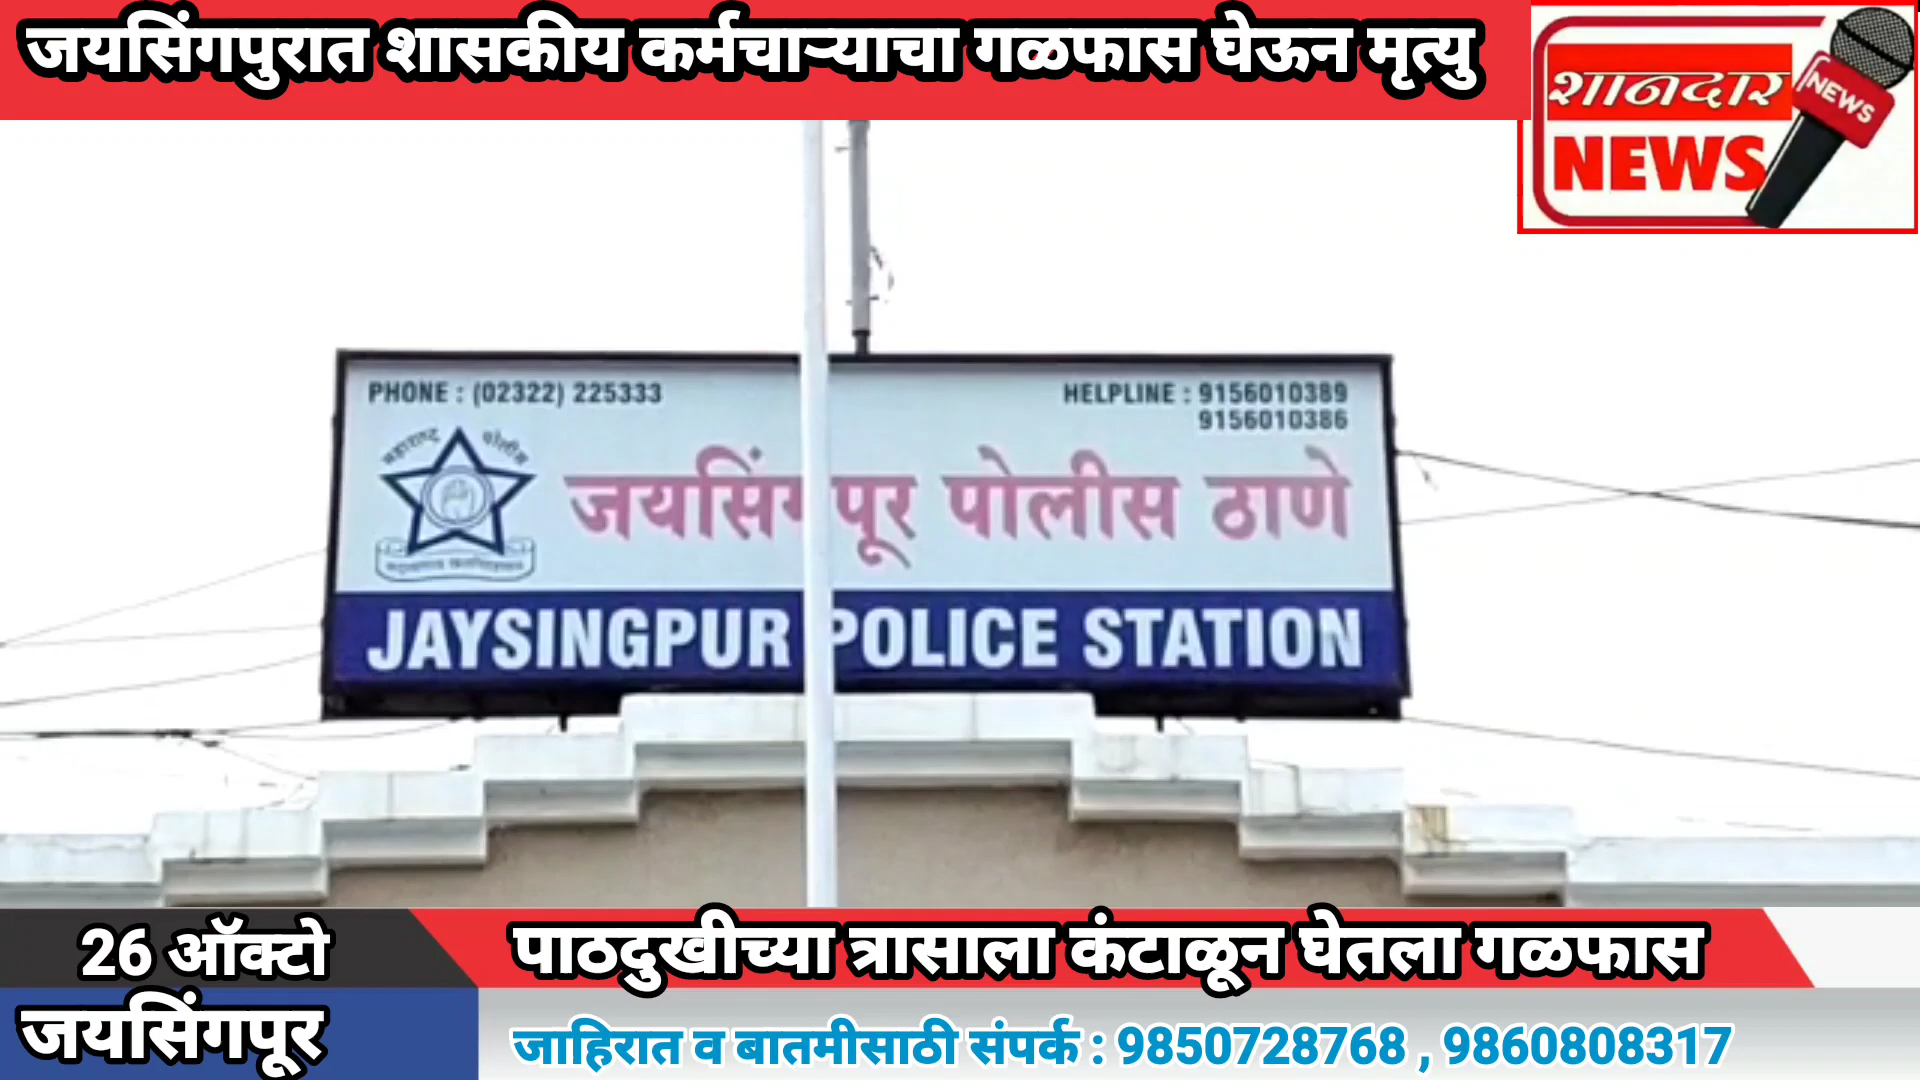 जयसिंगपुरात शासकीय कर्मचाऱ्याचा गळफास घेऊन मृत्यु
शानदार
NEWS
NEWS
PHONE : (02322) 225333
HELPLINE : 9156010389
9156010386
महाराष्ट्र पोलीस
जयसिंगपूर पोलीस ठाणे
JAYSINGPUR POLICE STATION
26 ऑक्टो
पाठदुखीच्या त्रासाला कंटाळून घेतला गळफास
जयसिंगपूर
जाहिरात व बातमीसाठी संपर्क : 9850728768 , 9860808317